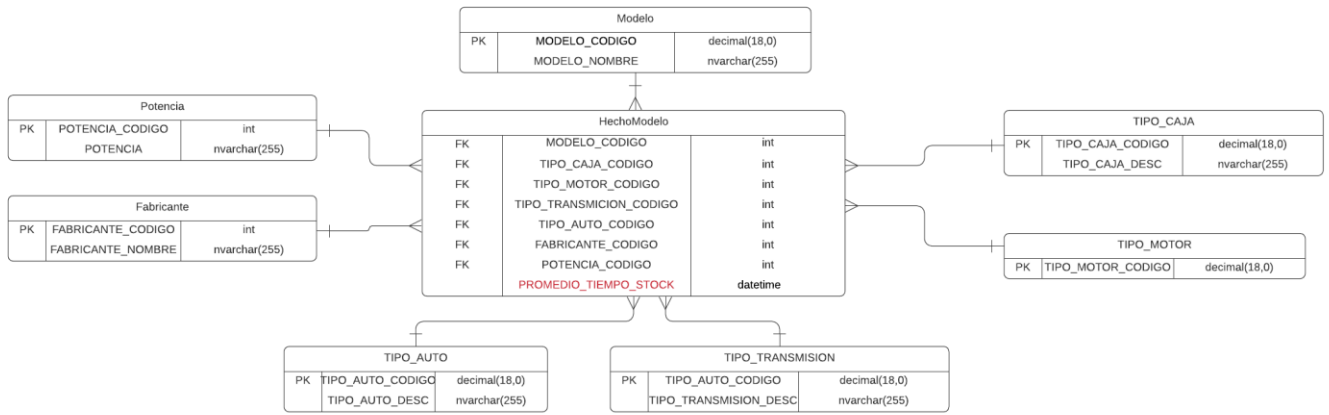 Modelo
PK MODELO_CODIGO decimal(18,0)
MODELO_NOMBRE nvarchar(255)
Potencia
PK POTENCIA_CODIGO int
POTENCIA nvarchar(255)
Fabricante
PK FABRICANTE_CODIGO int
FABRICANTE_NOMBRE nvarchar(255)
HechoModelo
FK MODELO_CODIGO int
FK TIPO_CAJA_CODIGO int
FK TIPO_MOTOR_CODIGO int
FK TIPO_TRANSMICION_CODIGO int
FK TIPO_AUTO_CODIGO int
FK FABRICANTE_CODIGO int
FK POTENCIA_CODIGO int
PROMEDIO_TIEMPO_STOCK datetime
TIPO_CAJA
PK TIPO_CAJA_CODIGO decimal(18,0)
TIPO_CAJA_DESC nvarchar(255)
TIPO_MOTOR
PK TIPO_MOTOR_CODIGO decimal(18,0)
TIPO_AUTO
PK TIPO_AUTO_CODIGO decimal(18,0)
TIPO_AUTO_DESC nvarchar(255)
TIPO_TRANSMISION
PK TIPO_AUTO_CODIGO decimal(18,0)
TIPO_TRANSMISION_DESC nvarchar(255)